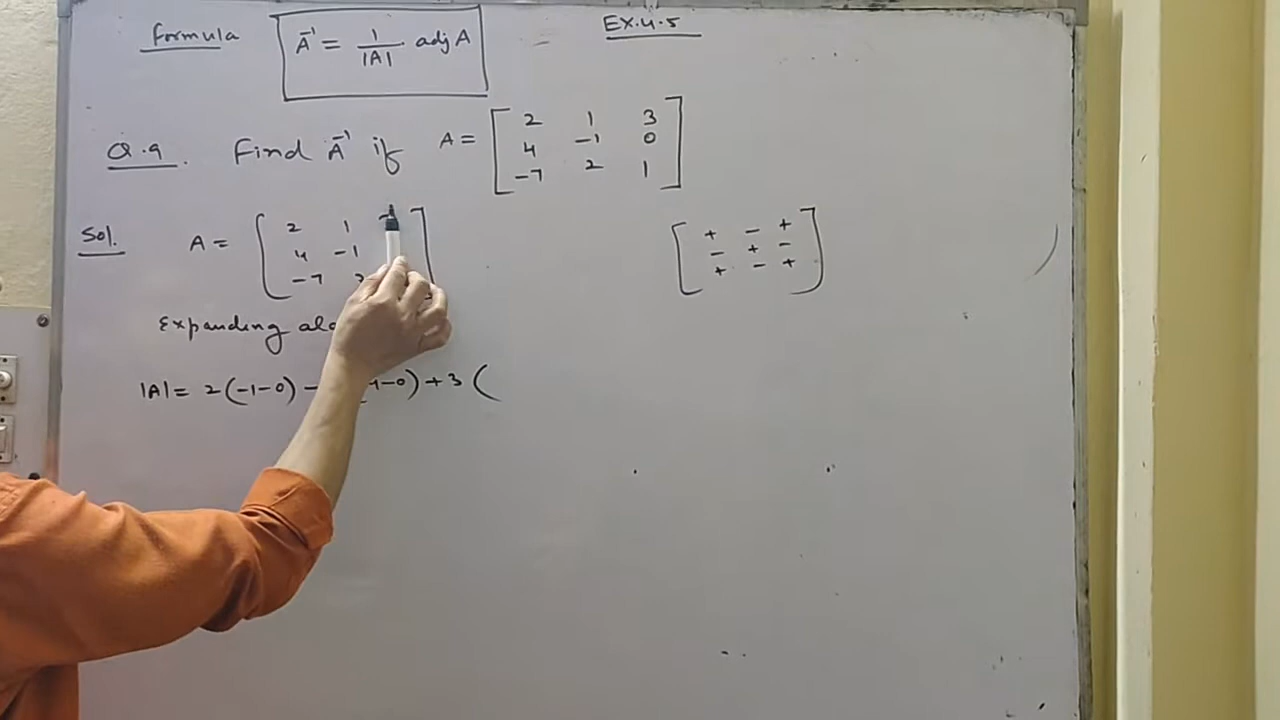 Formula A⁻¹ = 1/|A| adj A Ex.4.5
Q.9. Find A⁻¹ if A = [ 2 1 3
4 -1 0
-7 2 1 ]
Sol. A = [ 2 1
4 -1
-7 ]
[ + - +
- + -
+ - + ]
Expanding
|A| = 2(-1-0) - -0) + 3 (